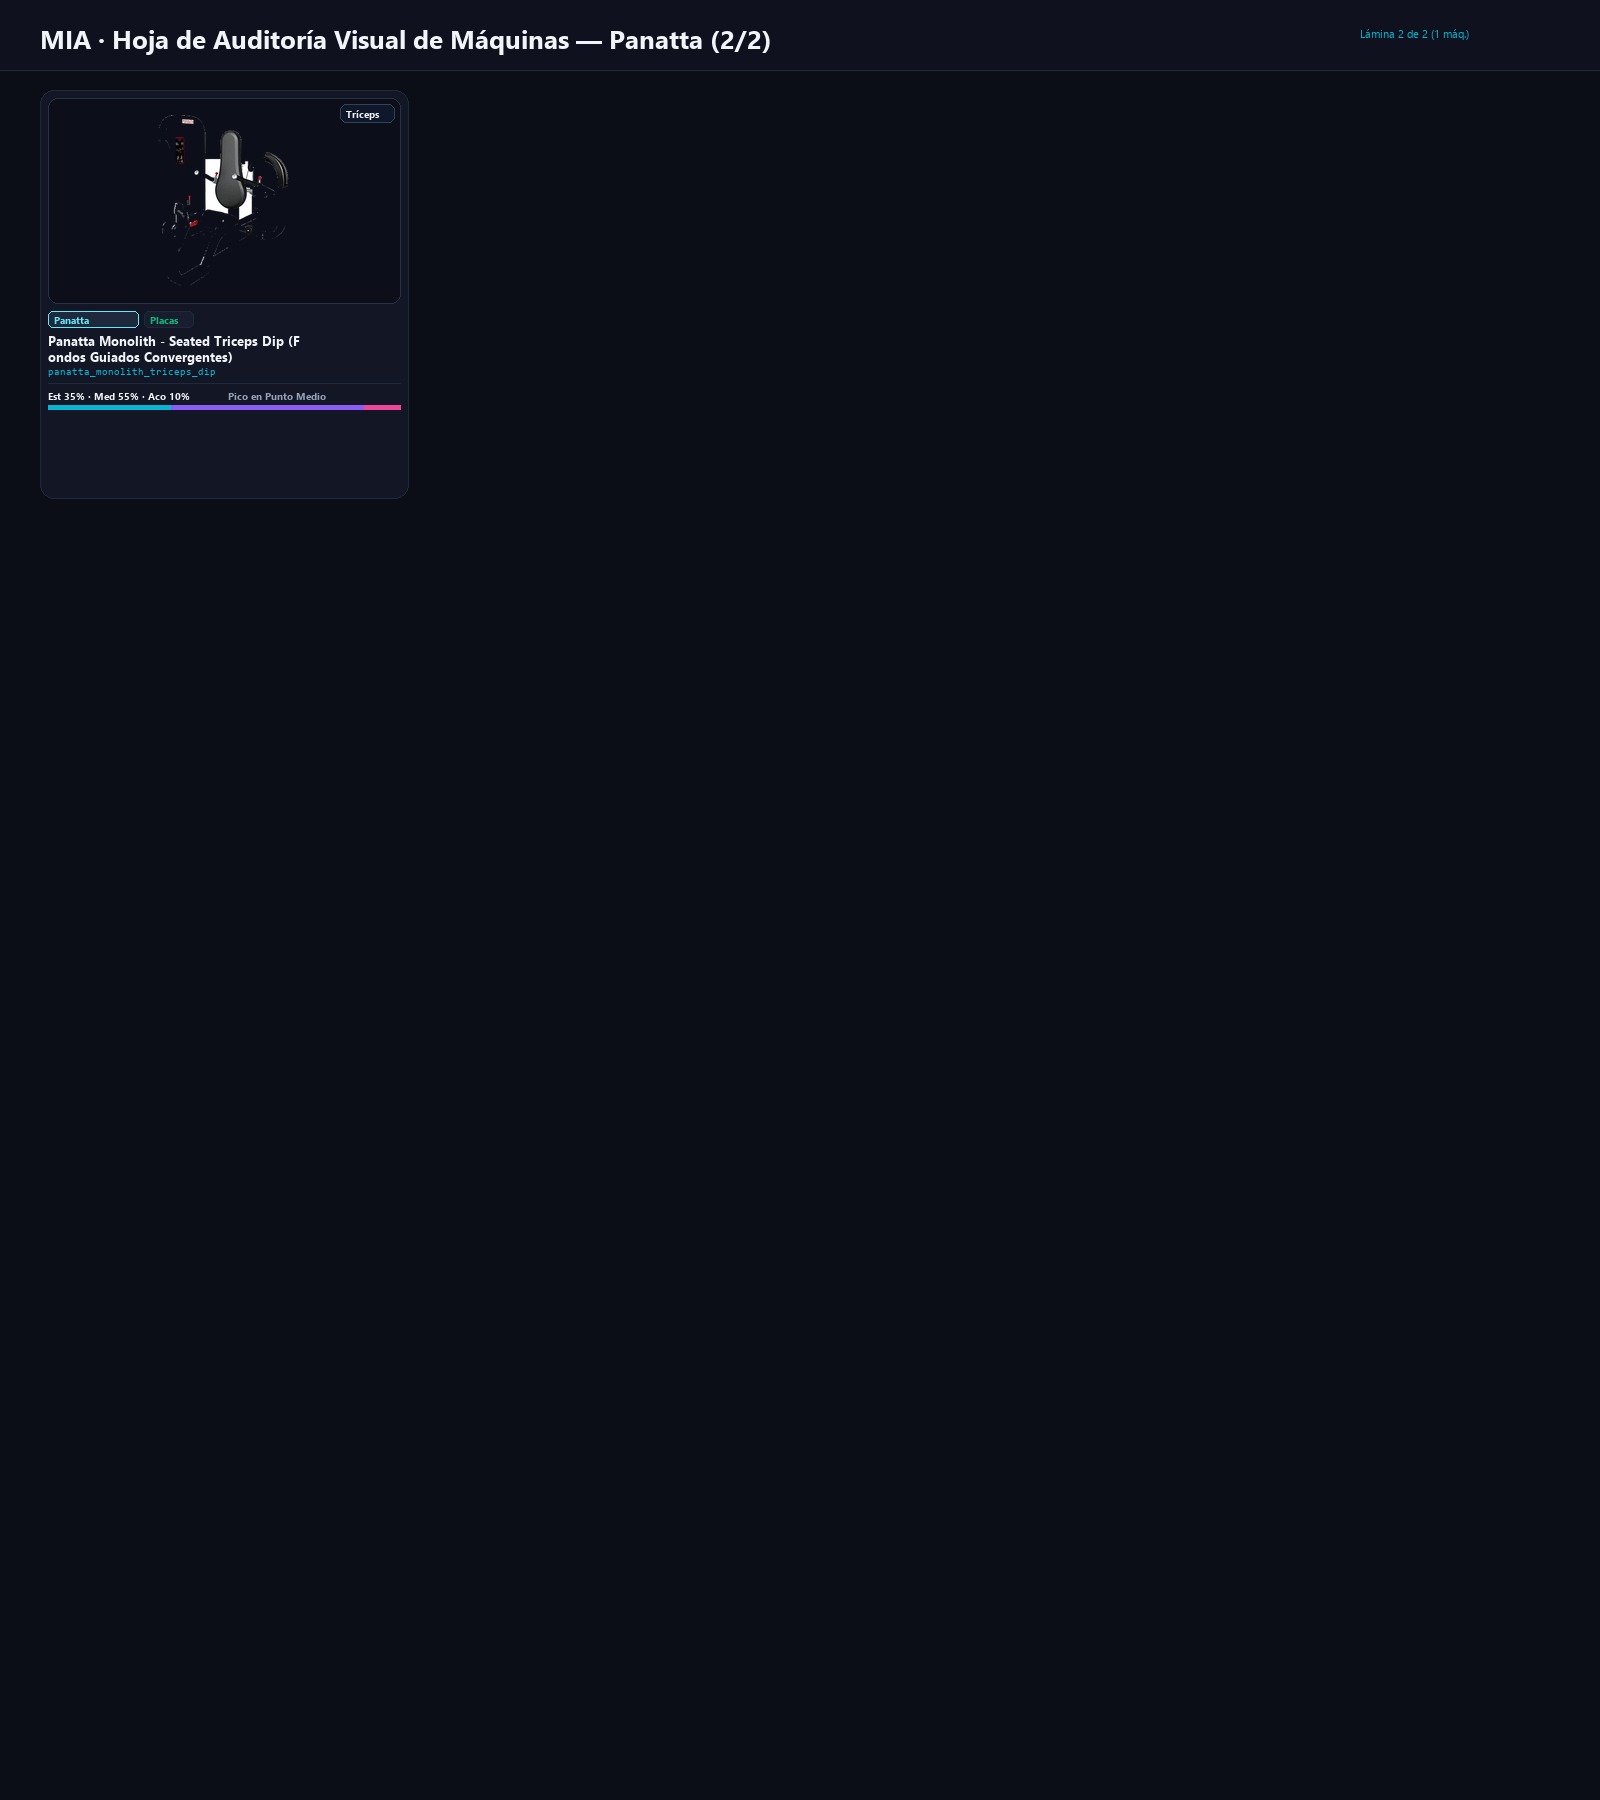 MIA · Hoja de Auditoría Visual de Máquinas — Panatta (2/2)
Lámina 2 de 2 (1 máq.)
Tríceps
Panatta
Placas
Panatta Monolith - Seated Triceps Dip (F
ondos Guiados Convergentes)
panatta_monolith_triceps_dip
Est 35% · Med 55% · Aco 10%
Pico en Punto Medio